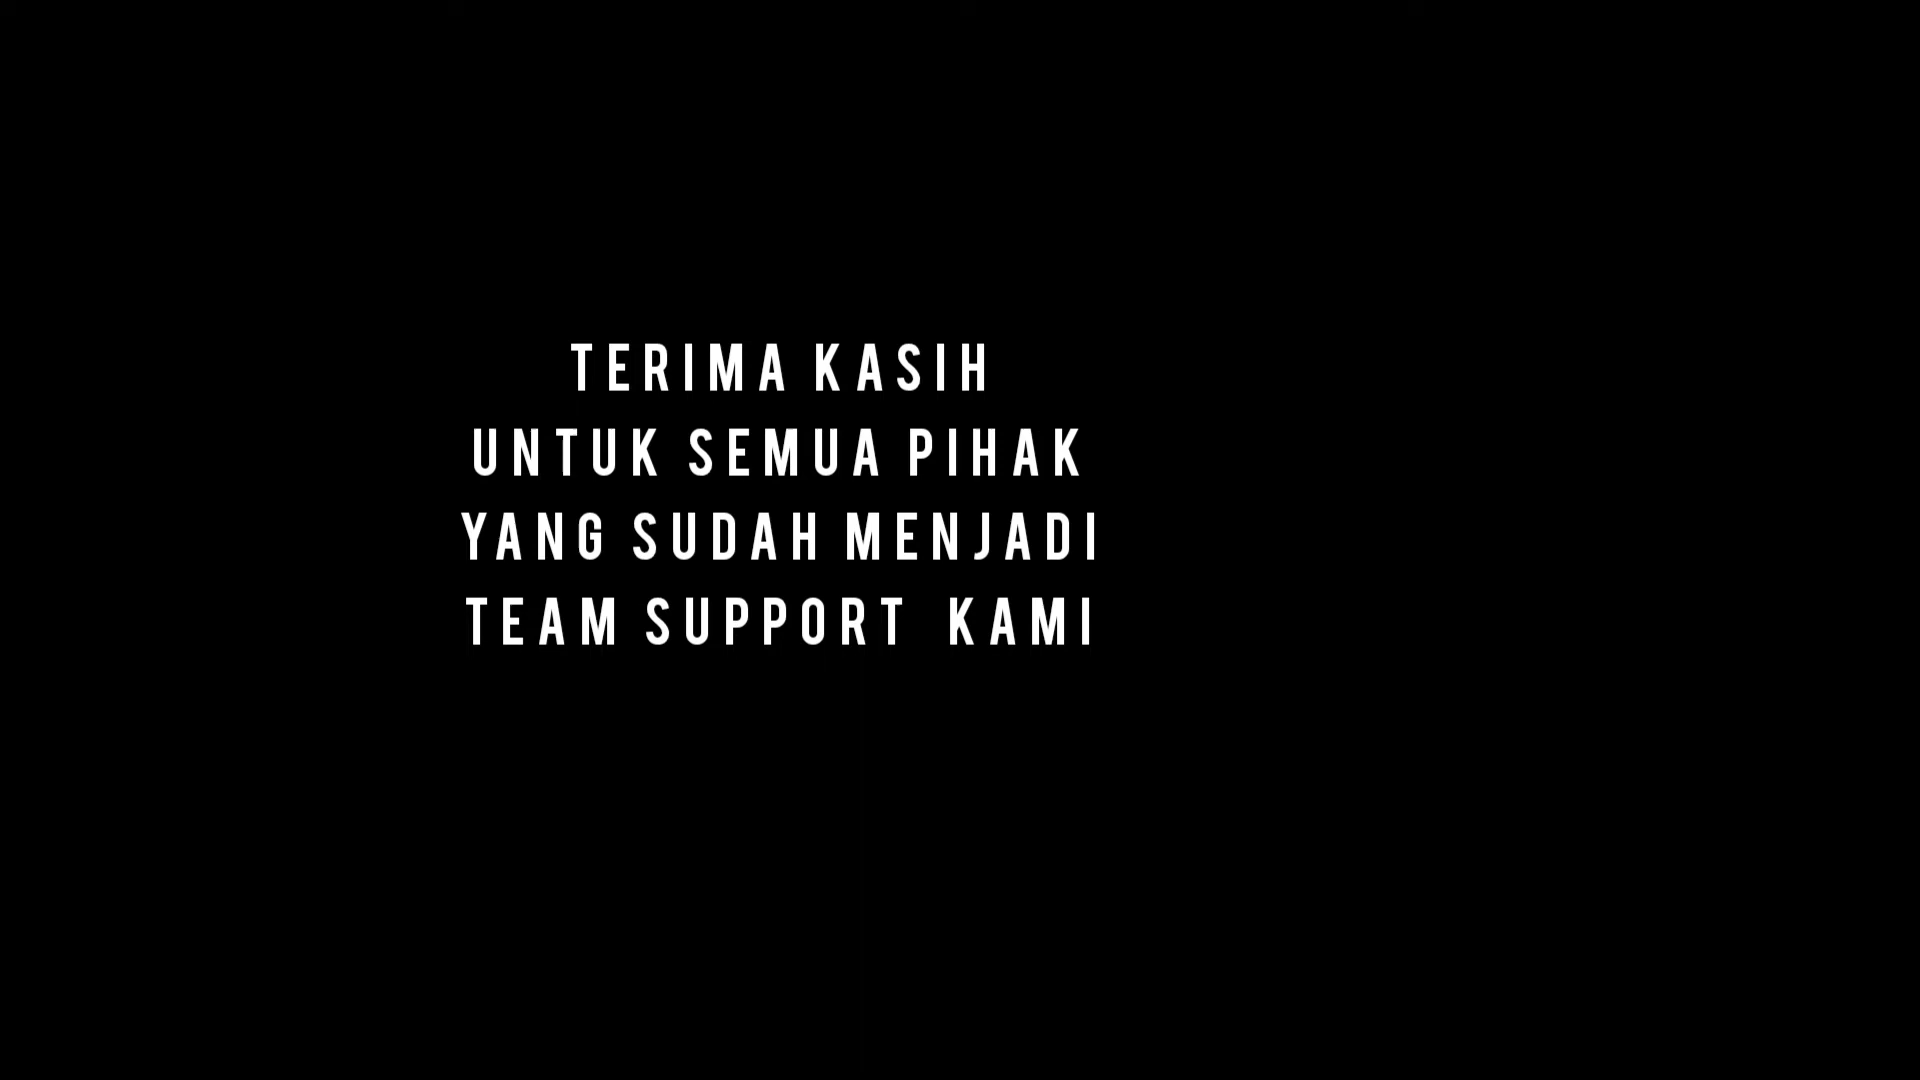 TERIMA KASIH
UNTUK SEMUA PIHAK
YANG SUDAH MENJADI
TEAM SUPPORT KAMI